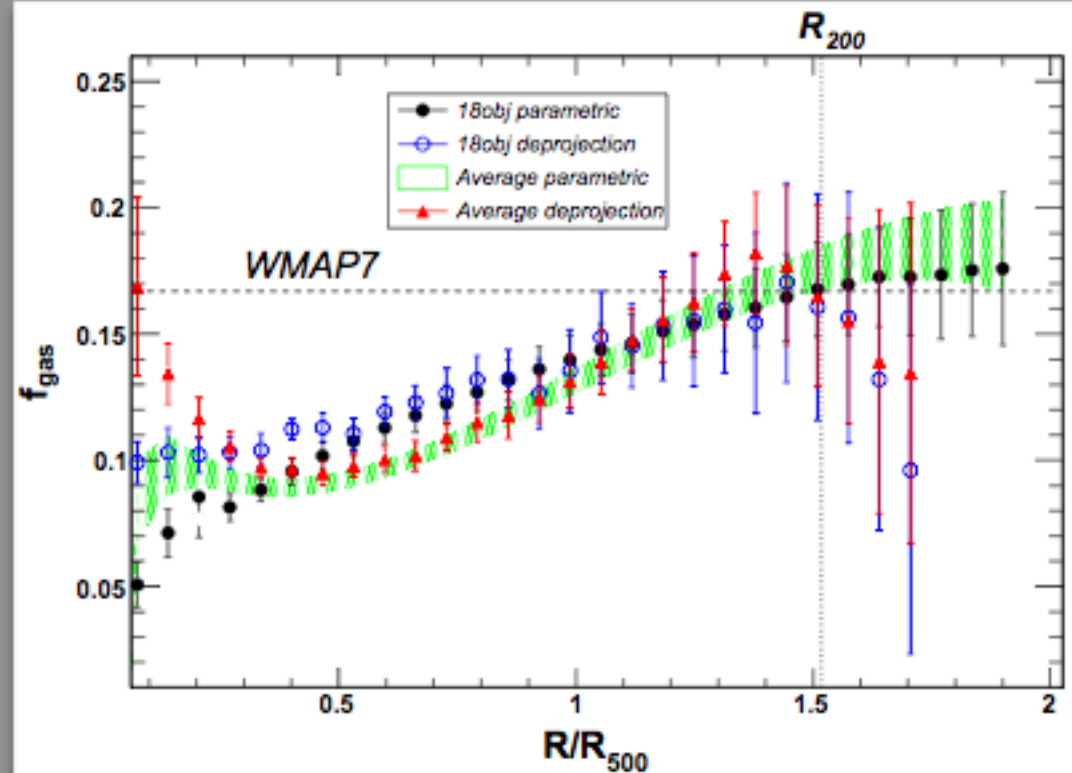 R200
0.25
18obj parametric
18obj deprojection
Average parametric
Average deprojection
0.2
WMAP7
0.15
fgas
0.1
0.05
0.5
1
1.5
2
R/R500